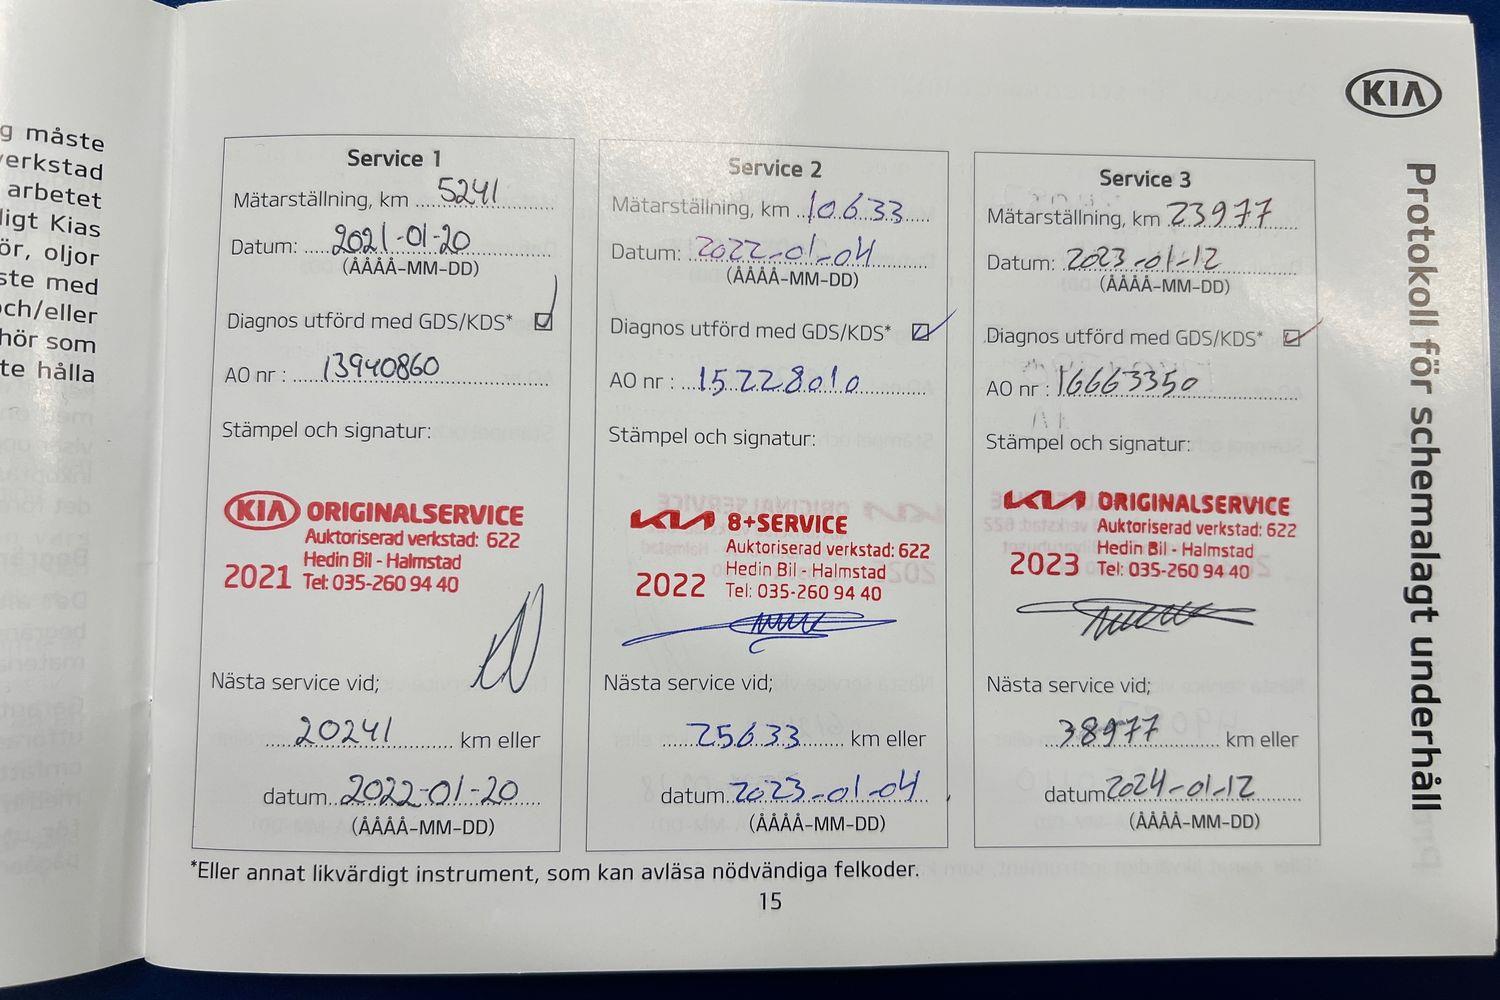 g måste
verkstad
arbetet
ligt Kias
ör, oljor
ste med
och/eller
hör som
te hålla
KIA
Protokoll för schemalagt underhåll
Service 1
Mätarställning, km 5241
Datum: 2021-01-20
(ÅÅÅÅ-MM-DD)
Diagnos utförd med GDS/KDS*
AO nr : 13940860
Stämpel och signatur:
KIA ORIGINALSERVICE
Auktoriserad verkstad: 622
Hedin Bil - Halmstad
2021 Tel: 035-260 94 40
Nästa service vid;
20241 km eller
datum 2022-01-20
(ÅÅÅÅ-MM-DD)
Service 2
Mätarställning, km 10633
Datum: 2022-01-04
(ÅÅÅÅ-MM-DD)
Diagnos utförd med GDS/KDS*
AO nr : 15228010
Stämpel och signatur:
KIA 8+SERVICE
Auktoriserad verkstad: 622
Hedin Bil - Halmstad
2022 Tel: 035-260 94 40
Nästa service vid;
25633 km eller
datum 2023-01-04
(ÅÅÅÅ-MM-DD)
Service 3
Mätarställning, km 23977
Datum: 2023-01-12
(ÅÅÅÅ-MM-DD)
Diagnos utförd med GDS/KDS*
AO nr : 16663350
Stämpel och signatur:
KIA ORIGINALSERVICE
Auktoriserad verkstad: 622
Hedin Bil - Halmstad
2023 Tel: 035-260 94 40
Nästa service vid;
38977 km eller
datum 2024-01-12
(ÅÅÅÅ-MM-DD)
*Eller annat likvärdigt instrument, som kan avläsa nödvändiga felkoder.
15